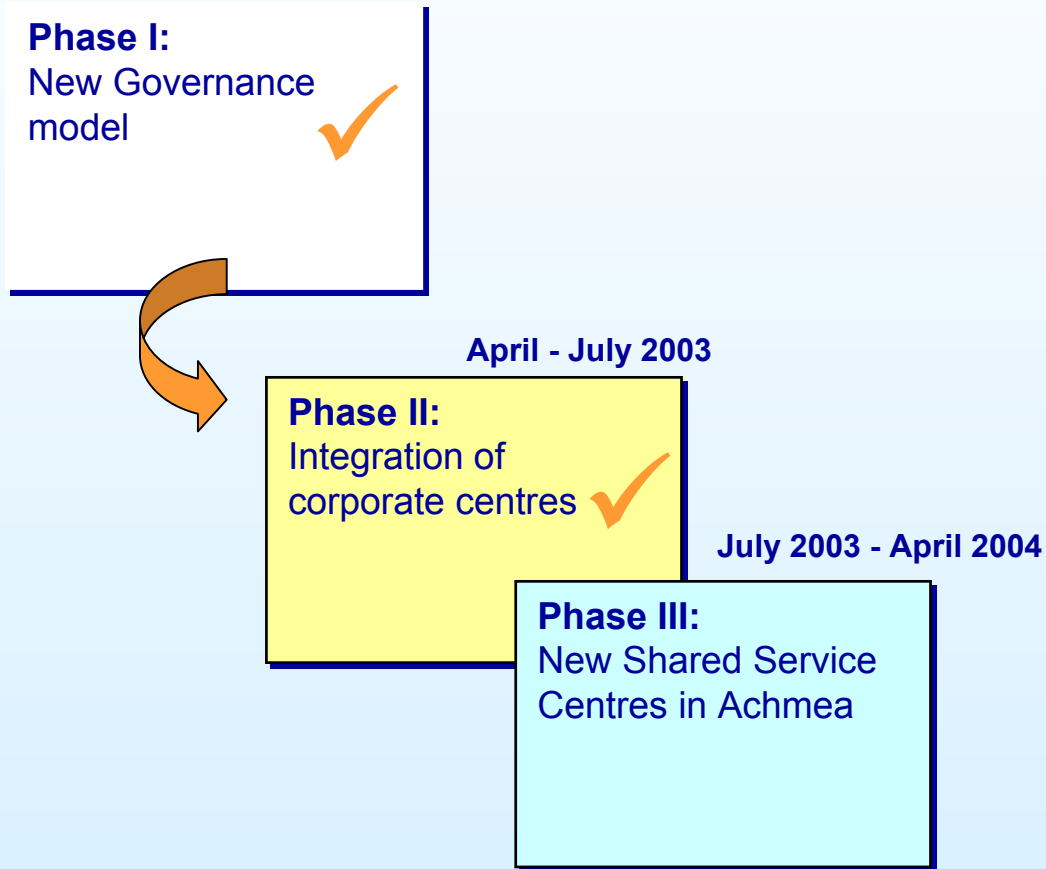 Phase I:
New Governance
model
April - July 2003
Phase II:
Integration of
corporate centres
July 2003 - April 2004
Phase III:
New Shared Service
Centres in Achmea